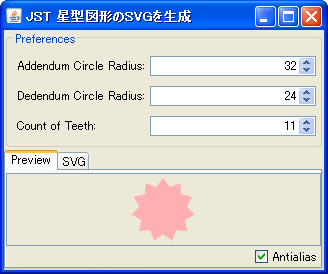 JST 星型図形のSVGを生成
Preferences
Addendum Circle Radius: 32
Dedendum Circle Radius: 24
Count of Teeth: 11
Preview SVG
Antialias